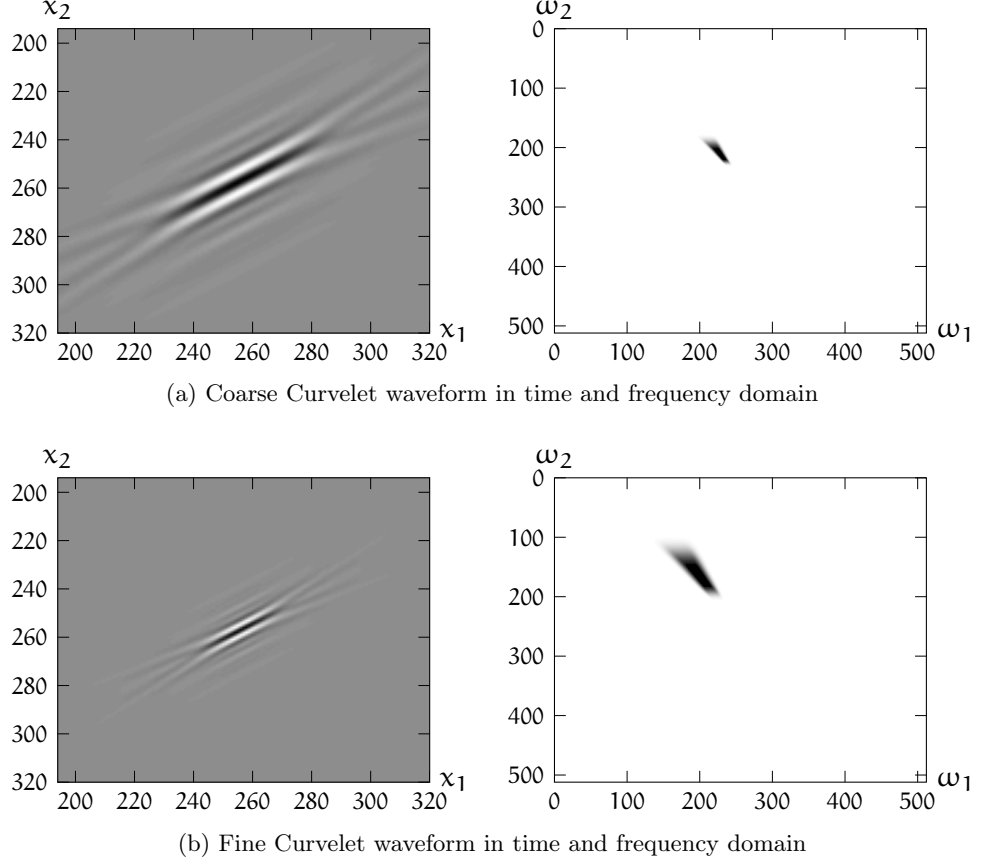 x₂
200
220
240
260
280
300
320
200 220 240 260 280 300 320
x₁
ω₂
0
100
200
300
400
500
0 100 200 300 400 500
ω₁
(a) Coarse Curvelet waveform in time and frequency domain
x₂
200
220
240
260
280
300
320
200 220 240 260 280 300 320
x₁
ω₂
0
100
200
300
400
500
0 100 200 300 400 500
ω₁
(b) Fine Curvelet waveform in time and frequency domain